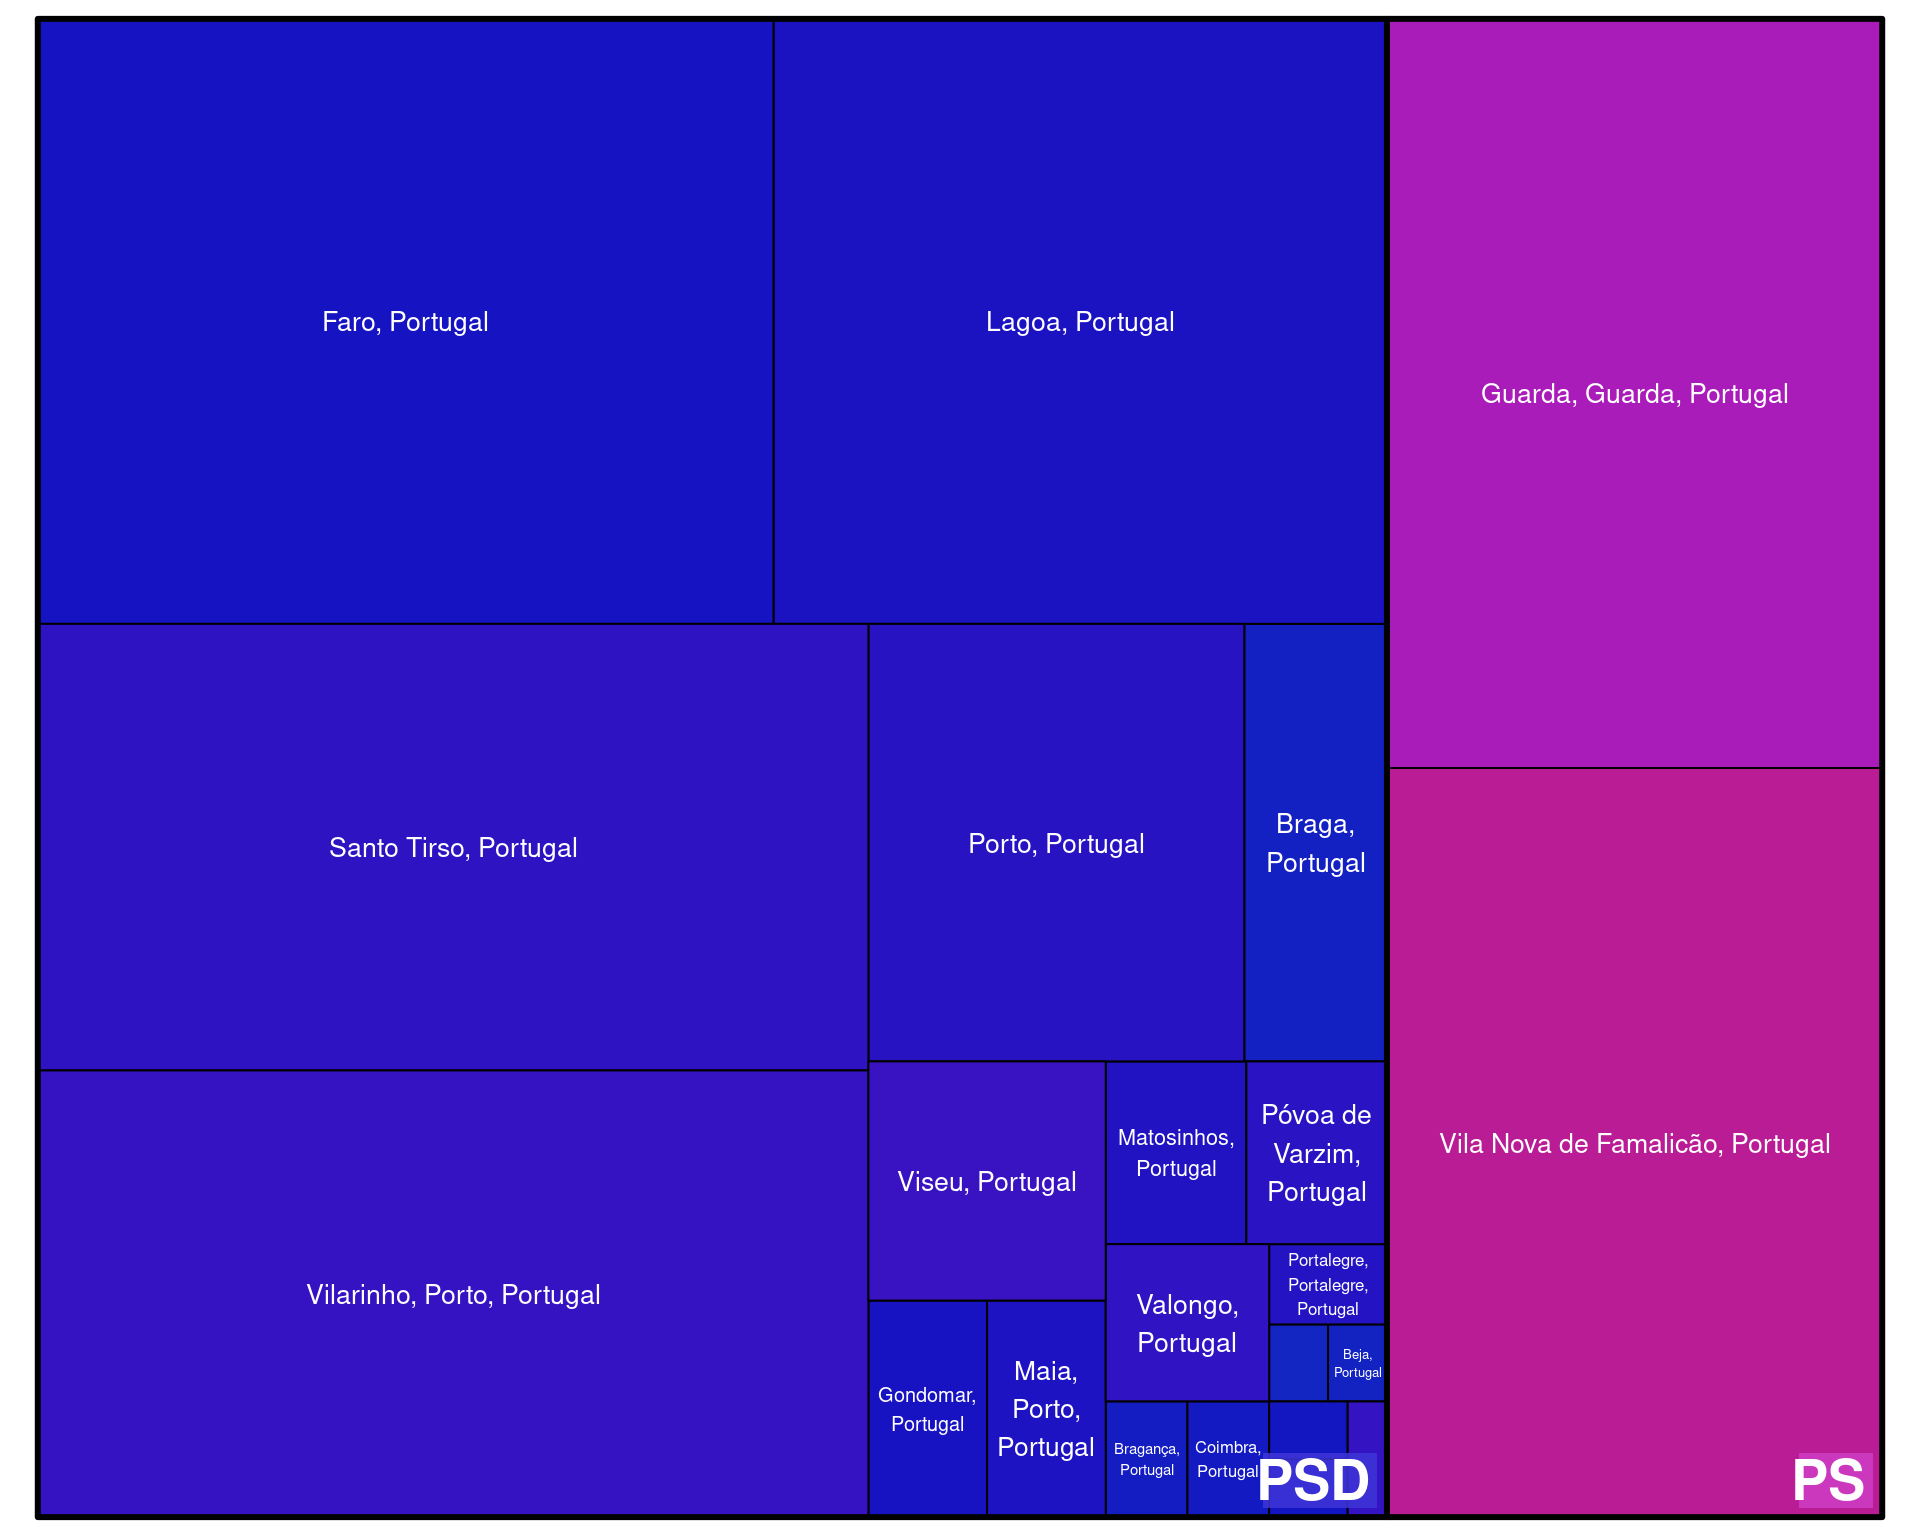 Faro, Portugal
Lagoa, Portugal
Guarda, Guarda, Portugal
Santo Tirso, Portugal
Porto, Portugal
Braga,
Portugal
Vilarinho, Porto, Portugal
Viseu, Portugal
Matosinhos,
Portugal
Póvoa de
Varzim,
Portugal
Vila Nova de Famalicão, Portugal
Gondomar,
Portugal
Maia,
Porto,
Portugal
Valongo,
Portugal
Portalegre,
Portalegre,
Portugal
Beja,
Portugal
Bragança,
Portugal
Coimbra,
Portugal
PSD
PS